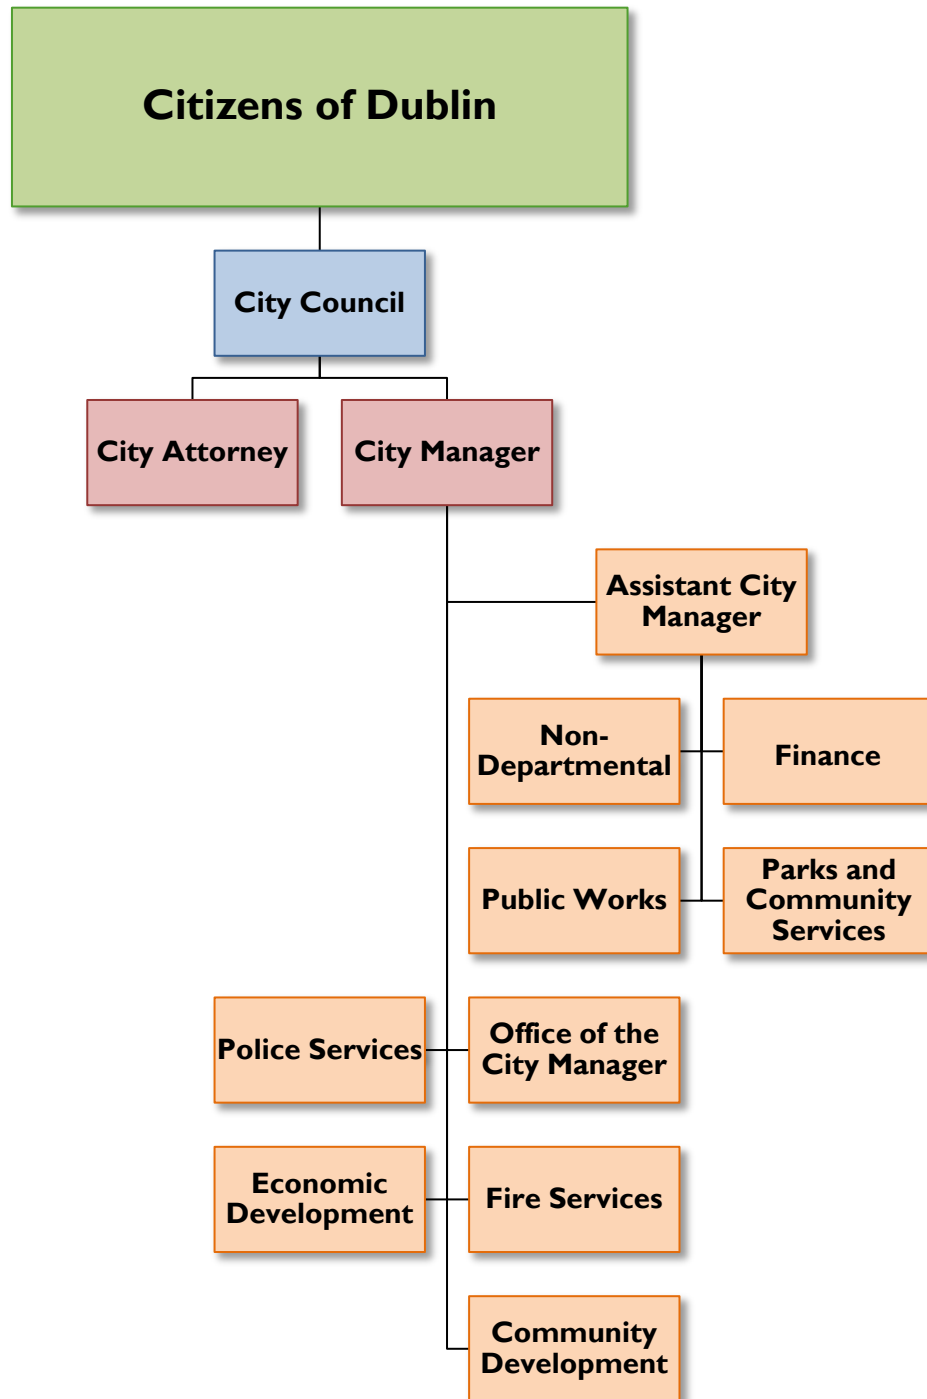 Citizens of Dublin
City Council
City Attorney
City Manager
Assistant City
Manager
Non-
Departmental
Finance
Public Works
Parks and
Community
Services
Police Services
Office of the
City Manager
Economic
Development
Fire Services
Community
Development